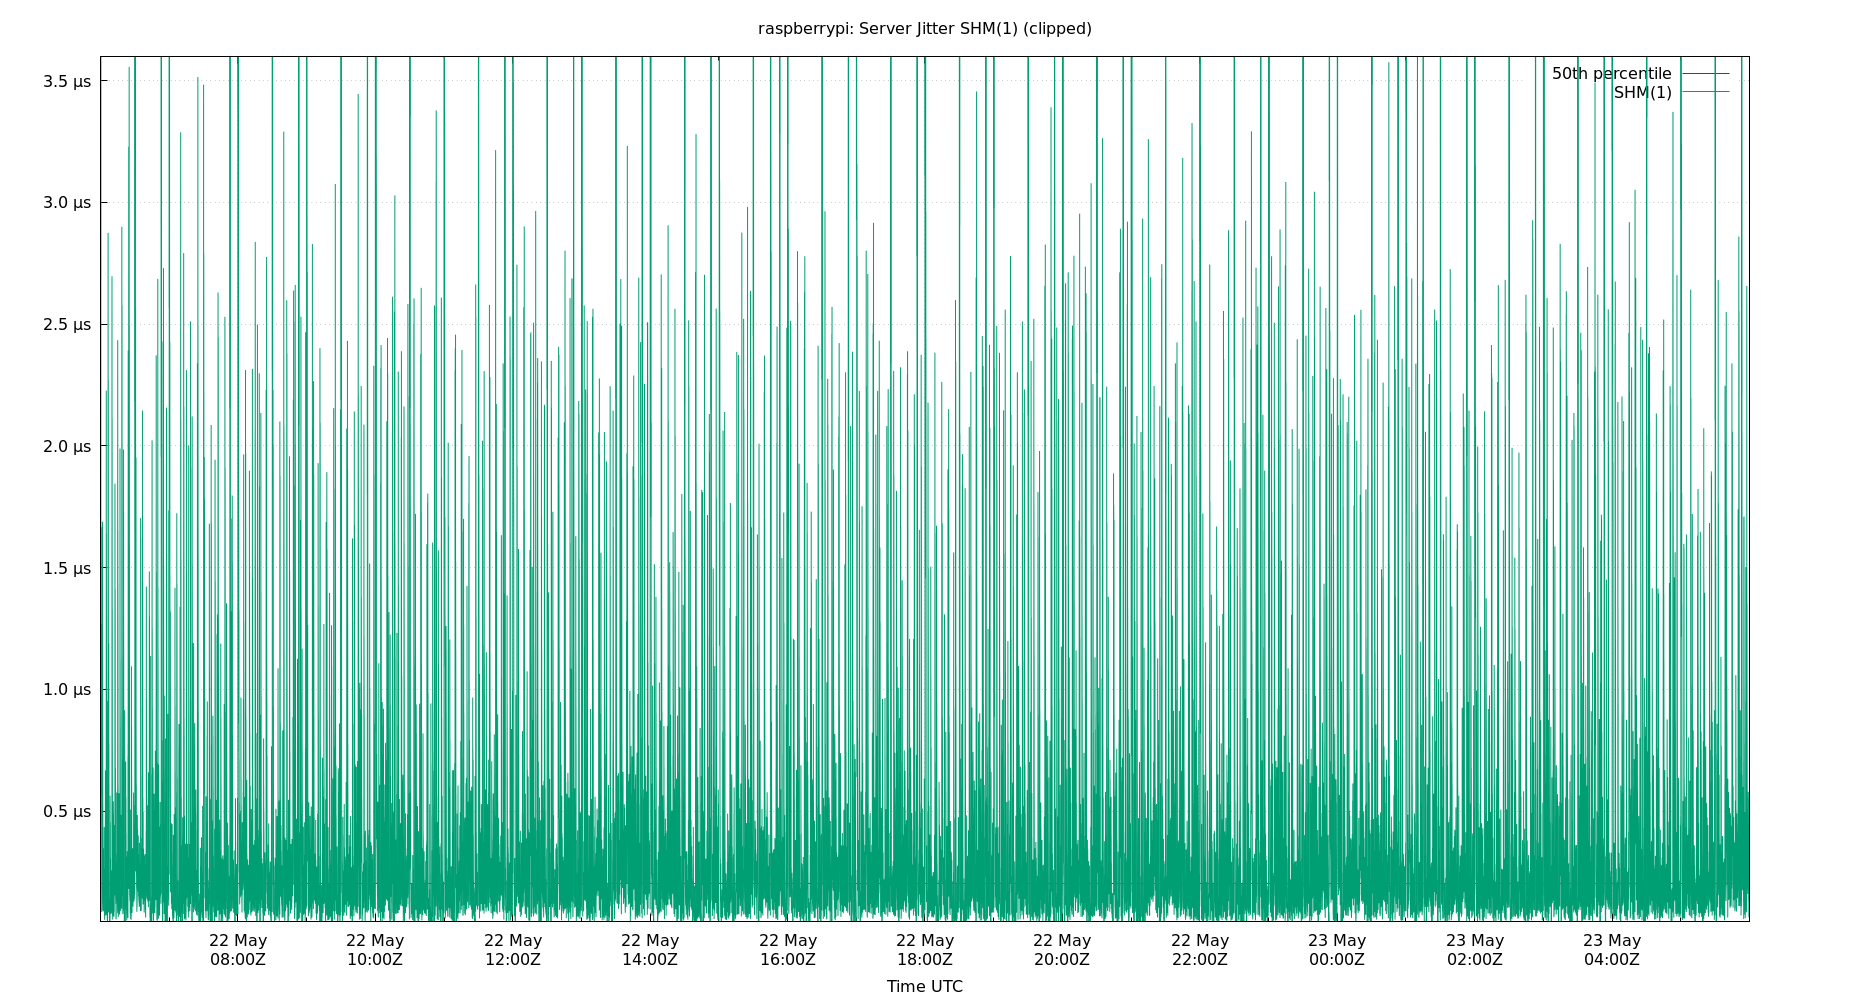 raspberrypi: Server Jitter SHM(1) (clipped)
50th percentile
SHM(1)
3.5 µs
3.0 µs
2.5 µs
2.0 µs
1.5 µs
1.0 µs
0.5 µs
22 May 22 May 22 May 22 May 22 May 22 May 22 May 22 May 23 May 23 May 23 May
08:00Z 10:00Z 12:00Z 14:00Z 16:00Z 18:00Z 20:00Z 22:00Z 00:00Z 02:00Z 04:00Z
Time UTC